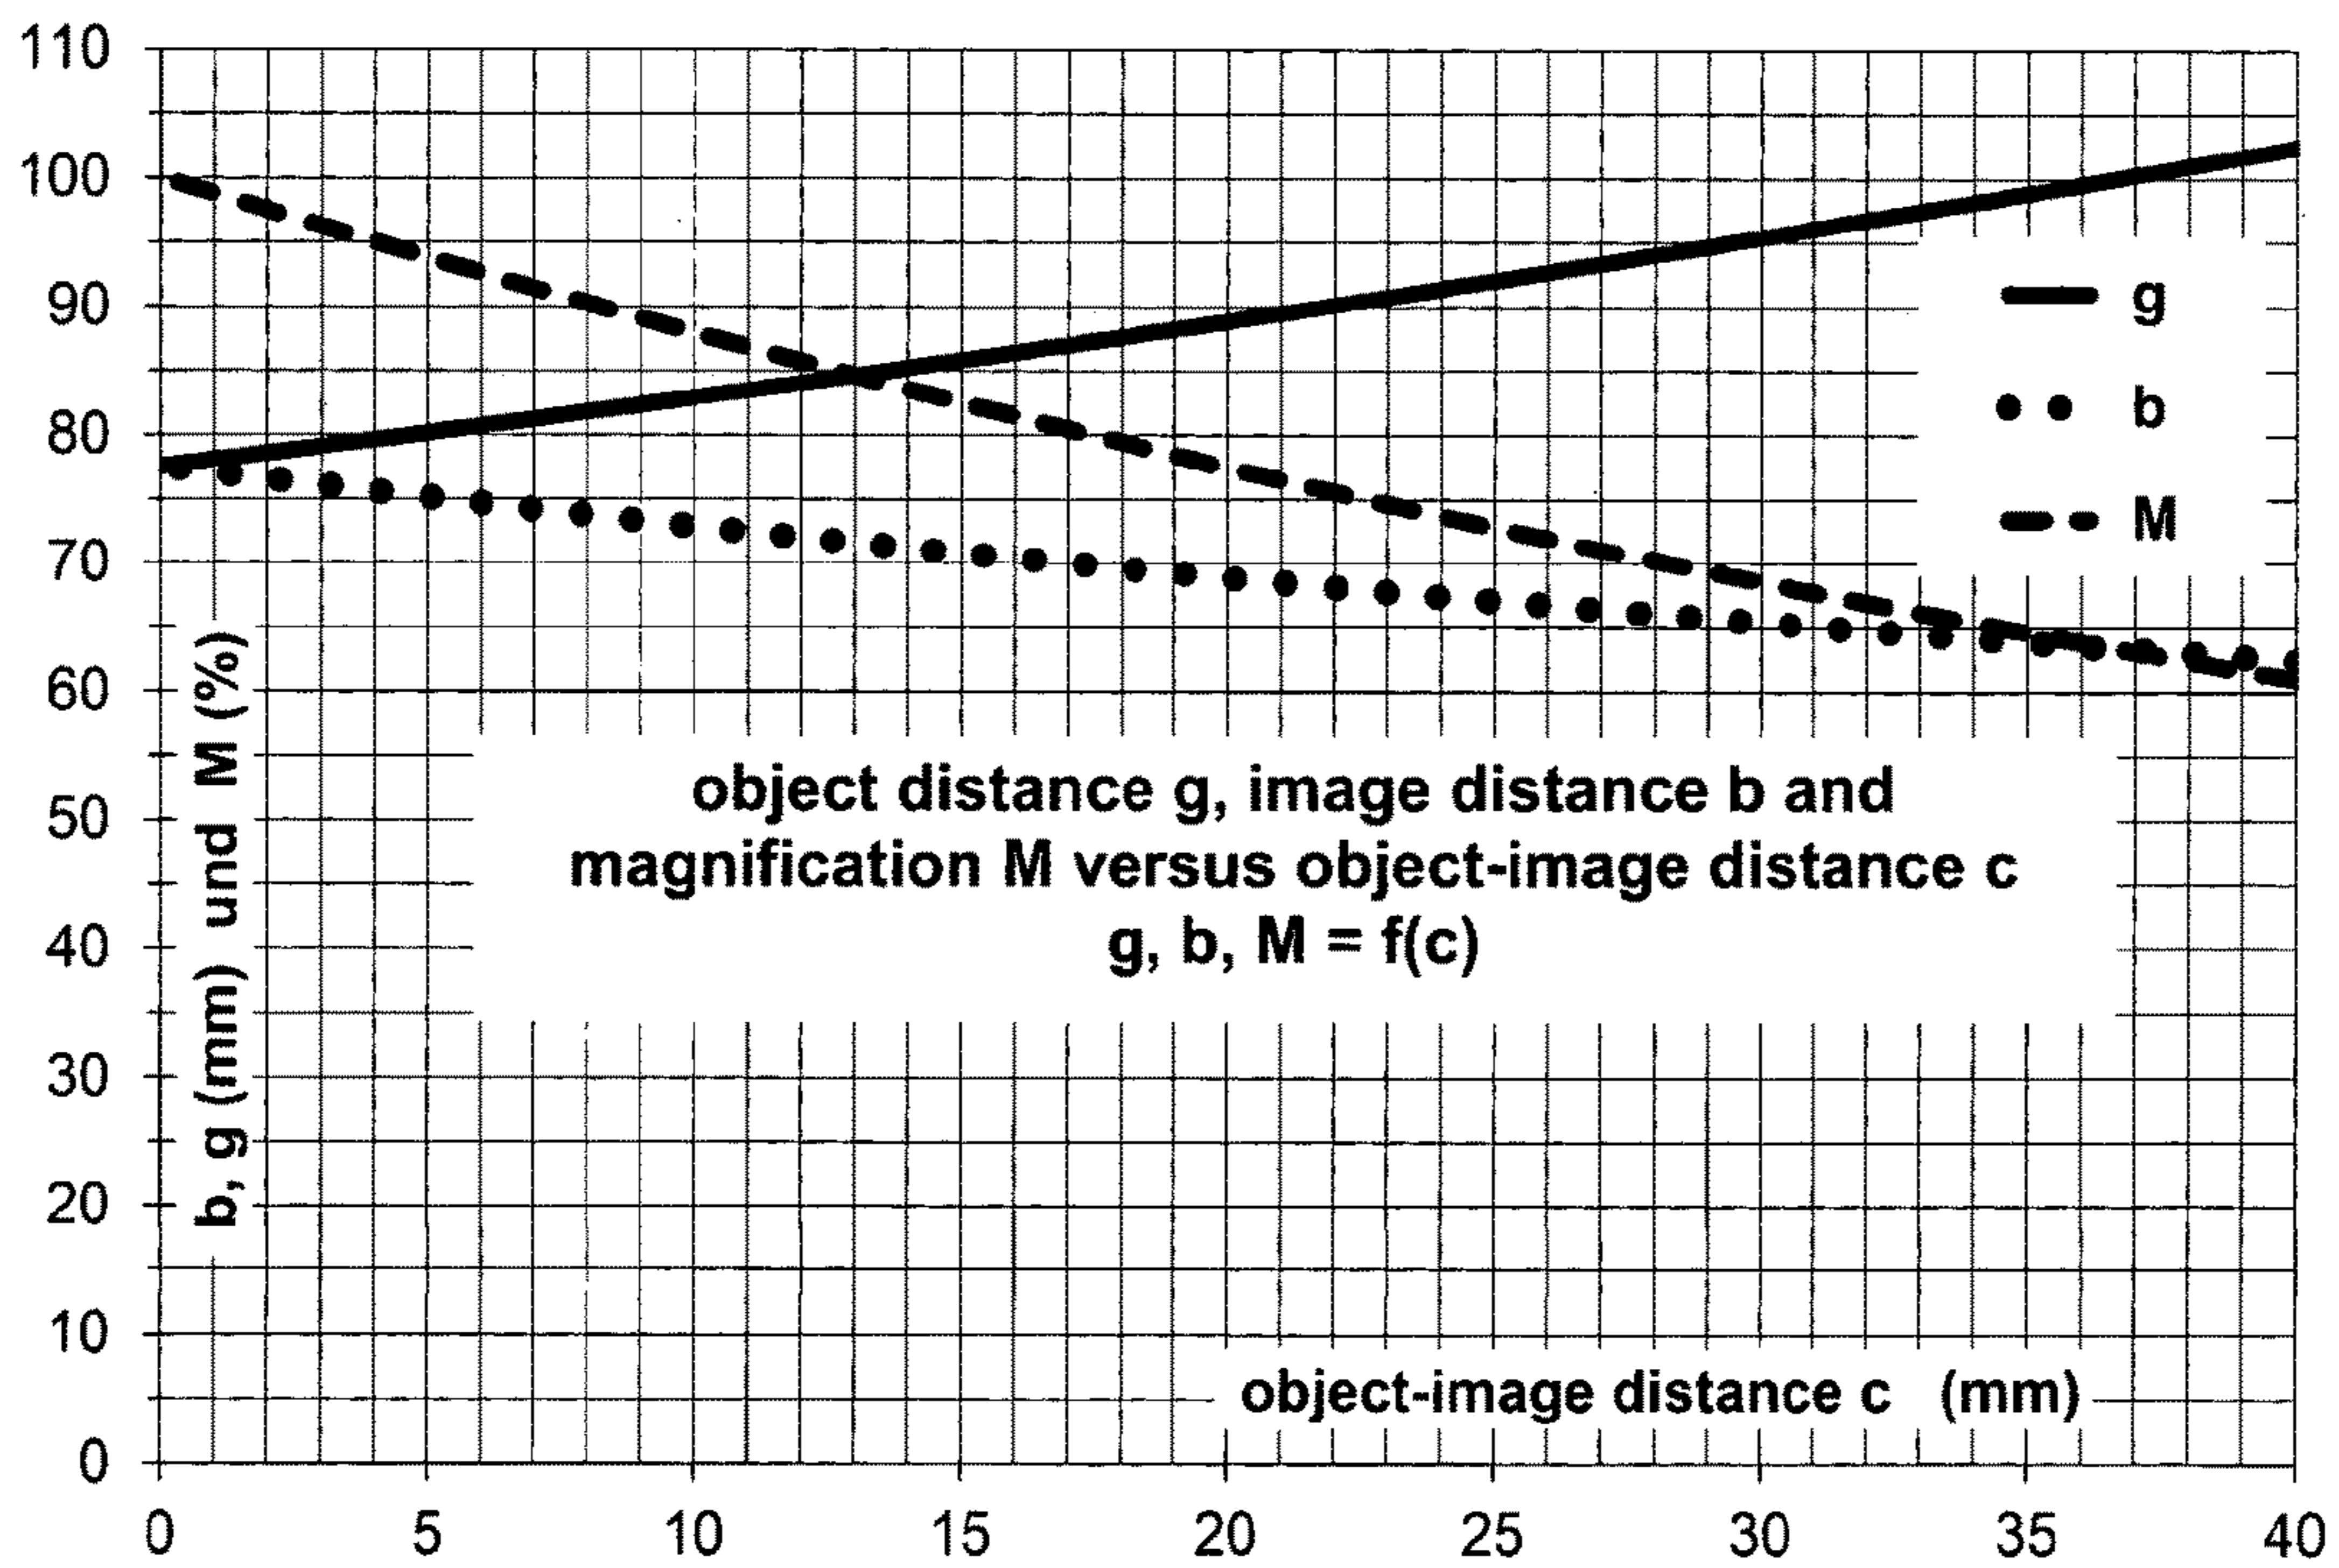 110
100
90
80
70
60
50
40
30
20
10
0
b, g (mm) und M (%)
g
b
M
object distance g, image distance b and
magnification M versus object-image distance c
g, b, M = f(c)
object-image distance c (mm)
0 5 10 15 20 25 30 35 40